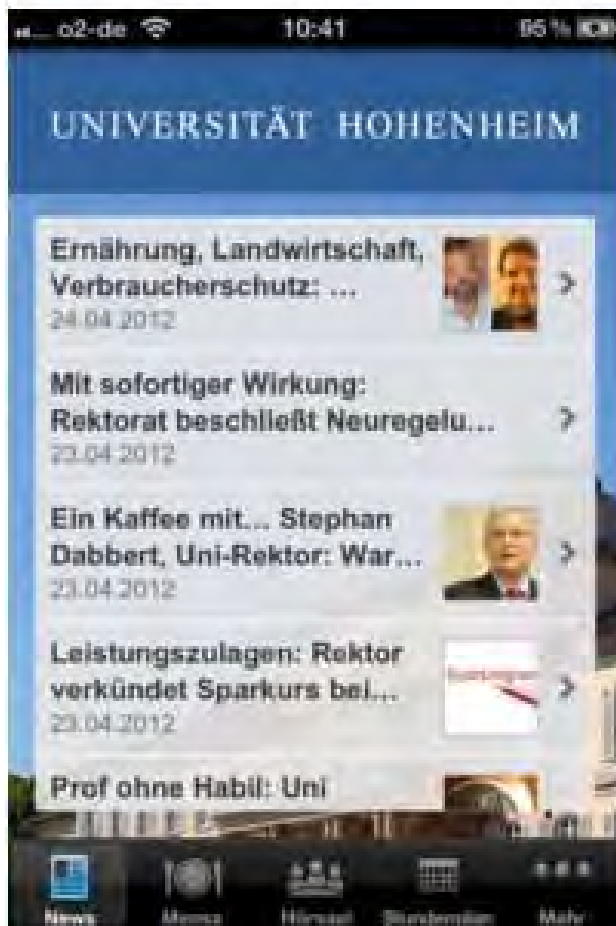 o2-de 10:41 95 %
UNIVERSITÄT HOHENHEIM
Ernährung, Landwirtschaft,
Verbraucherschutz: ...
24.04.2012
Mit sofortiger Wirkung:
Rektorat beschließt Neuregelu...
23.04.2012
Ein Kaffee mit... Stephan
Dabbert, Uni-Rektor: War...
23.04.2012
Leistungszulagen: Rektor
verkündet Sparkurs bei...
23.04.2012
Prof ohne Habil: Uni
News Mensa Hörsaal Stundenplan Mehr